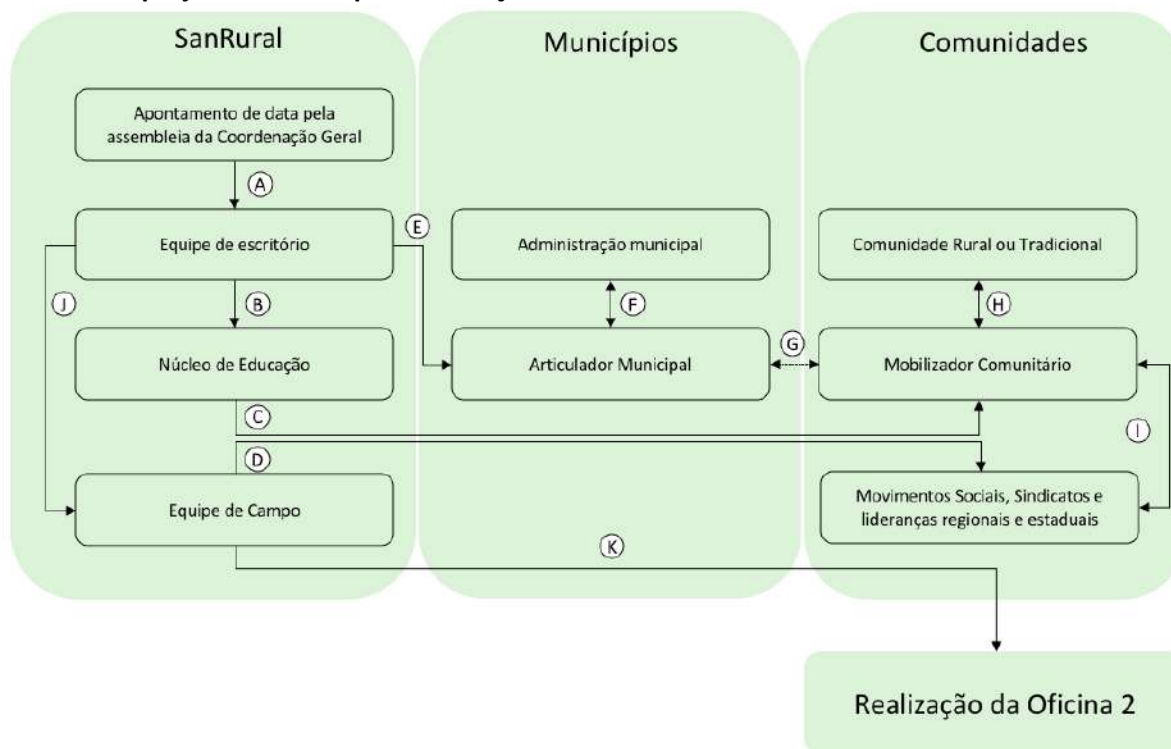 SanRural
Municípios
Comunidades
Apontamento de data pela
assembleia da Coordenação Geral
A
Equipe de escritório
E
Administração municipal
Comunidade Rural ou Tradicional
J
B
F
H
Núcleo de Educação
Articulador Municipal
G
Mobilizador Comunitário
C
I
D
Equipe de Campo
Movimentos Sociais, Sindicatos e
lideranças regionais e estaduais
K
Realização da Oficina 2